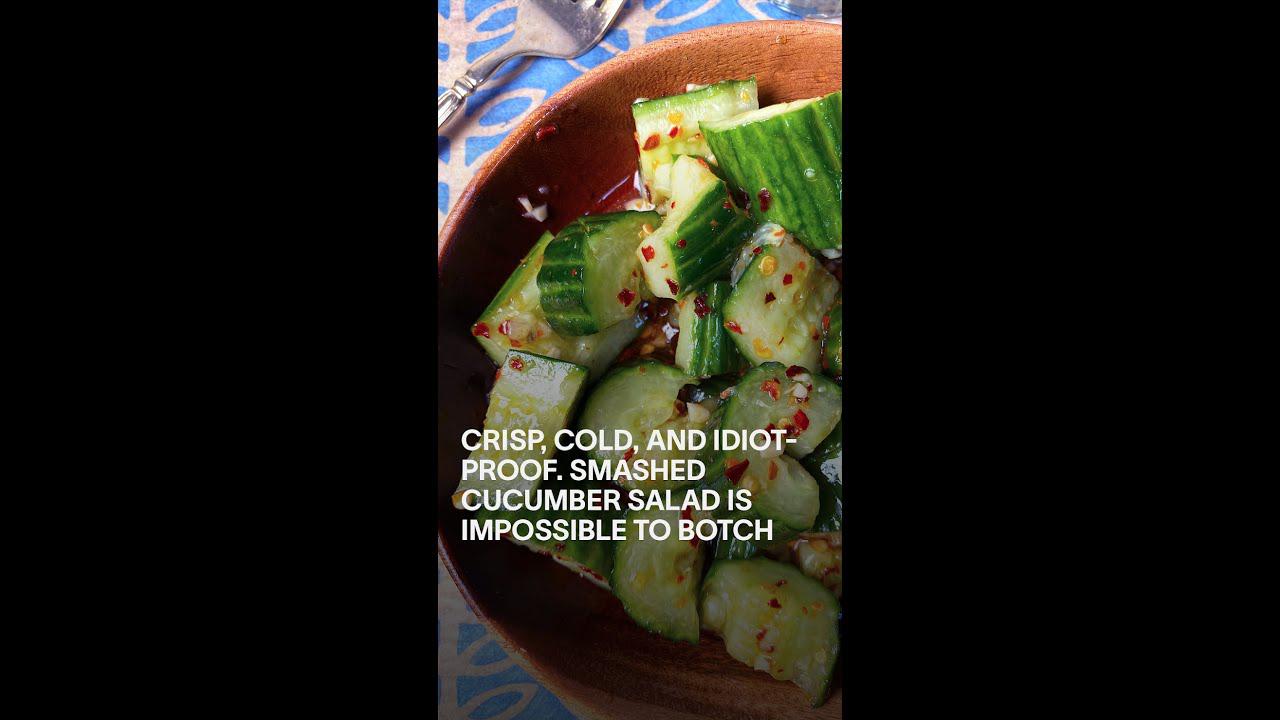 CRISP, COLD, AND IDIOT-
PROOF. SMASHED
CUCUMBER SALAD IS
IMPOSSIBLE TO BOTCH